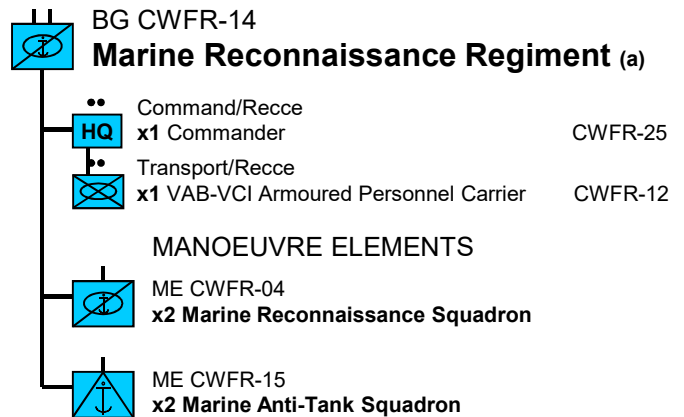 BG CWFR-14
Marine Reconnaissance Regiment (a)
Command/Recce
HQ x1 Commander CWFR-25
Transport/Recce
x1 VAB-VCI Armoured Personnel Carrier CWFR-12
MANOEUVRE ELEMENTS
ME CWFR-04
x2 Marine Reconnaissance Squadron
ME CWFR-15
x2 Marine Anti-Tank Squadron